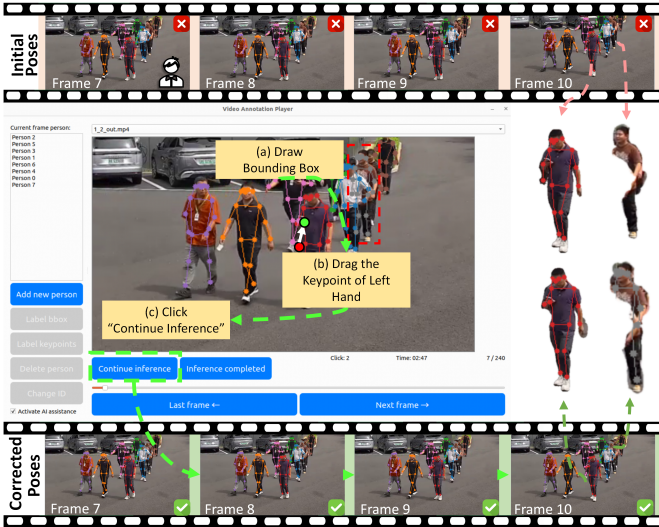 Initial
Poses
Frame 7
Frame 8
Frame 9
Frame 10
Video Annotation Player
Current frame person:
Person 2
Person 5
Person 3
Person 1
Person 6
Person 4
Person 0
Person 7
1_2_out.mp4
(a) Draw
Bounding Box
(b) Drag the
Keypoint of Left
Hand
(c) Click
“Continue Inference”
Add new person
Label bbox
Label keypoints
Delete person
Change ID
Activate AI assistance
Click: 2
Time: 02:47
7 / 240
Continue inference
Inference completed
Last frame ←
Next frame →
Corrected
Poses
Frame 7
Frame 8
Frame 9
Frame 10